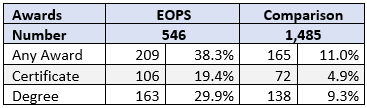 Awards EOPS Comparison
Number 546 1,485
Any Award 209 38.3% 165 11.0%
Certificate 106 19.4% 72 4.9%
Degree 163 29.9% 138 9.3%